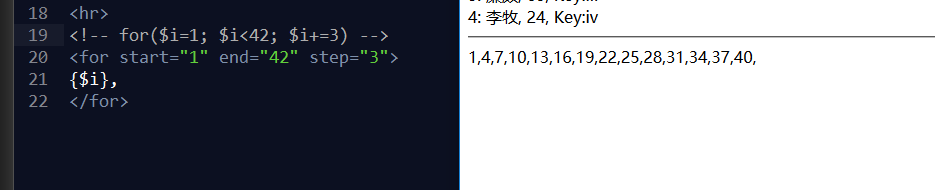 18 <hr>
19 <!-- for($i=1; $i<42; $i+=3) -->
20 <for start="1" end="42" step="3">
21 {$i},
22 </for>
4: 李牧, 24, Key:iv
1,4,7,10,13,16,19,22,25,28,31,34,37,40,